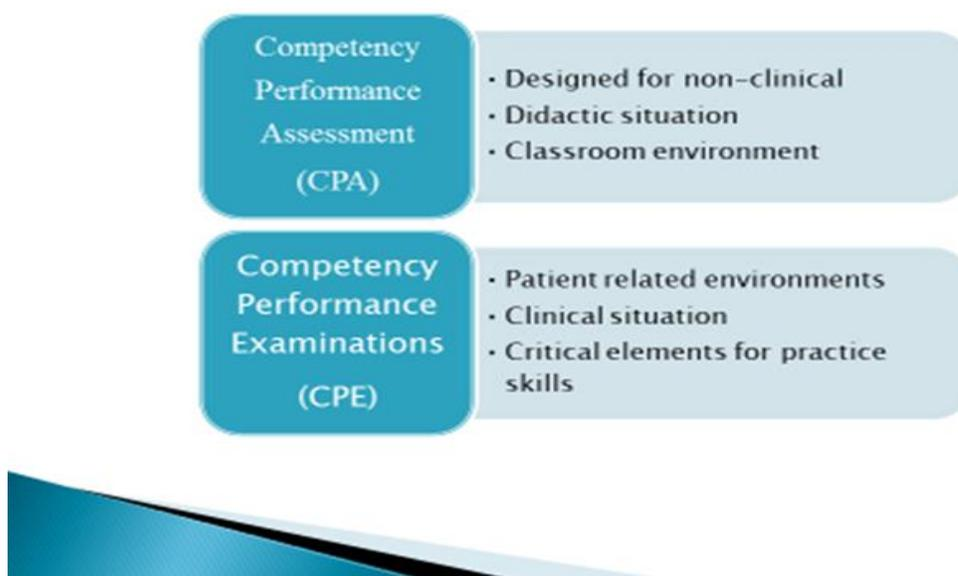 Competency
Performance
Assessment
(CPA)
• Designed for non-clinical
• Didactic situation
• Classroom environment
Competency
Performance
Examinations
(CPE)
• Patient related environments
• Clinical situation
• Critical elements for practice
skills